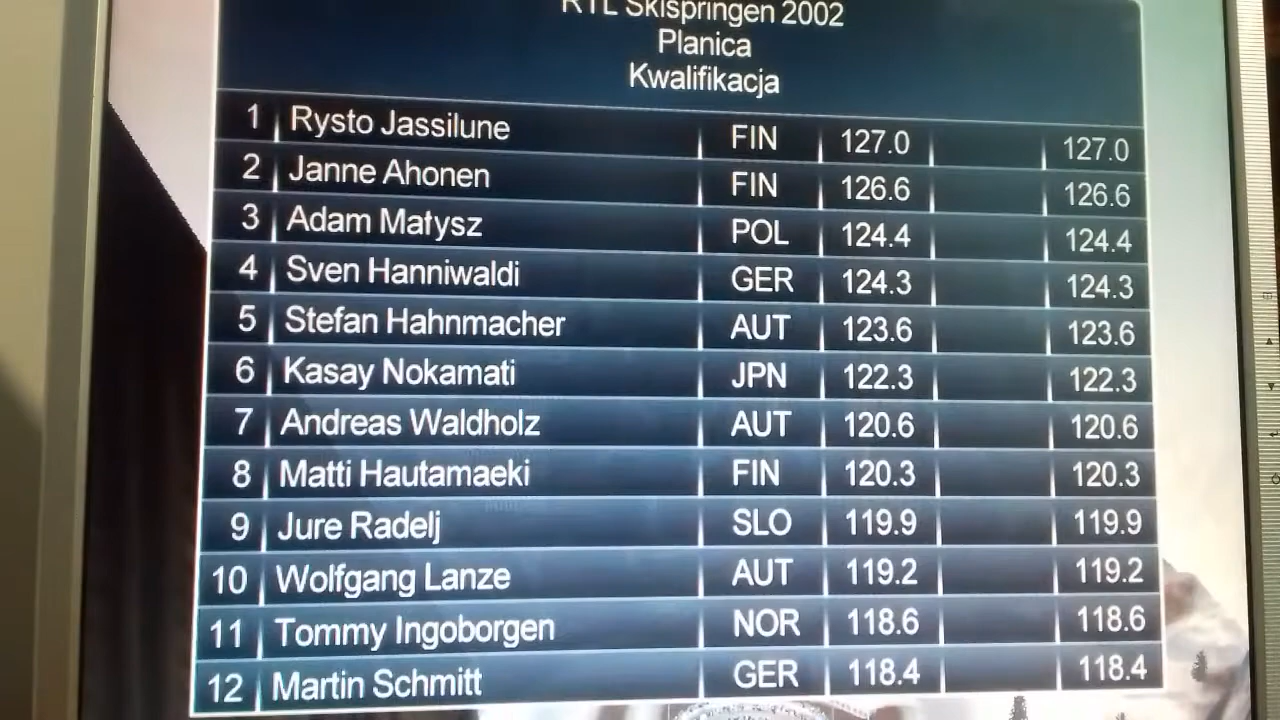 RTL Skispringen 2002
Planica
Kwalifikacja
1 Rysto Jassilune FIN 127.0 127.0
2 Janne Ahonen FIN 126.6 126.6
3 Adam Małysz POL 124.4 124.4
4 Sven Hanniwaldi GER 124.3 124.3
5 Stefan Hahnmacher AUT 123.6 123.6
6 Kasay Nokamati JPN 122.3 122.3
7 Andreas Waldholz AUT 120.6 120.6
8 Matti Hautamaeki FIN 120.3 120.3
9 Jure Radelj SLO 119.9 119.9
10 Wolfgang Lanze AUT 119.2 119.2
11 Tommy Ingoborgen NOR 118.6 118.6
12 Martin Schmitt GER 118.4 118.4